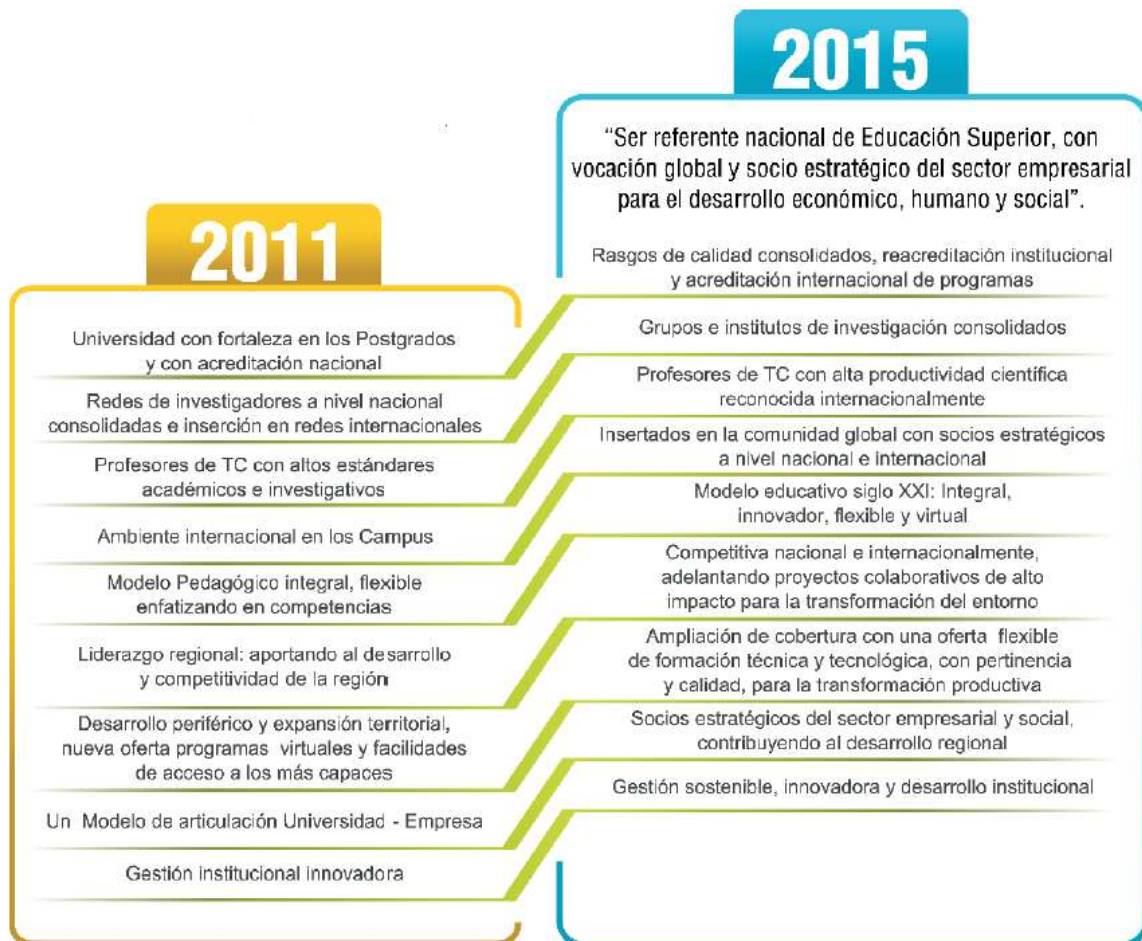 2011
Universidad con fortaleza en los Postgrados
y con acreditación nacional
Redes de investigadores a nivel nacional
consolidadas e inserción en redes internacionales
Profesores de TC con altos estándares
académicos e investigativos
Ambiente internacional en los Campus
Modelo Pedagógico integral, flexible
enfatizando en competencias
Liderazgo regional: aportando al desarrollo
y competitividad de la región
Desarrollo periférico y expansión territorial,
nueva oferta programas virtuales y facilidades
de acceso a los más capaces
Un Modelo de articulación Universidad - Empresa
Gestión institucional innovadora
2015
“Ser referente nacional de Educación Superior, con
vocación global y socio estratégico del sector empresarial
para el desarrollo económico, humano y social”.
Rasgos de calidad consolidados, reacreditación institucional
y acreditación internacional de programas
Grupos e institutos de investigación consolidados
Profesores de TC con alta productividad científica
reconocida internacionalmente
Insertados en la comunidad global con socios estratégicos
a nivel nacional e internacional
Modelo educativo siglo XXI: Integral,
innovador, flexible y virtual
Competitiva nacional e internacionalmente,
adelantando proyectos colaborativos de alto
impacto para la transformación del entorno
Ampliación de cobertura con una oferta flexible
de formación técnica y tecnológica, con pertinencia
y calidad, para la transformación productiva
Socios estratégicos del sector empresarial y social,
contribuyendo al desarrollo regional
Gestión sostenible, innovadora y desarrollo institucional